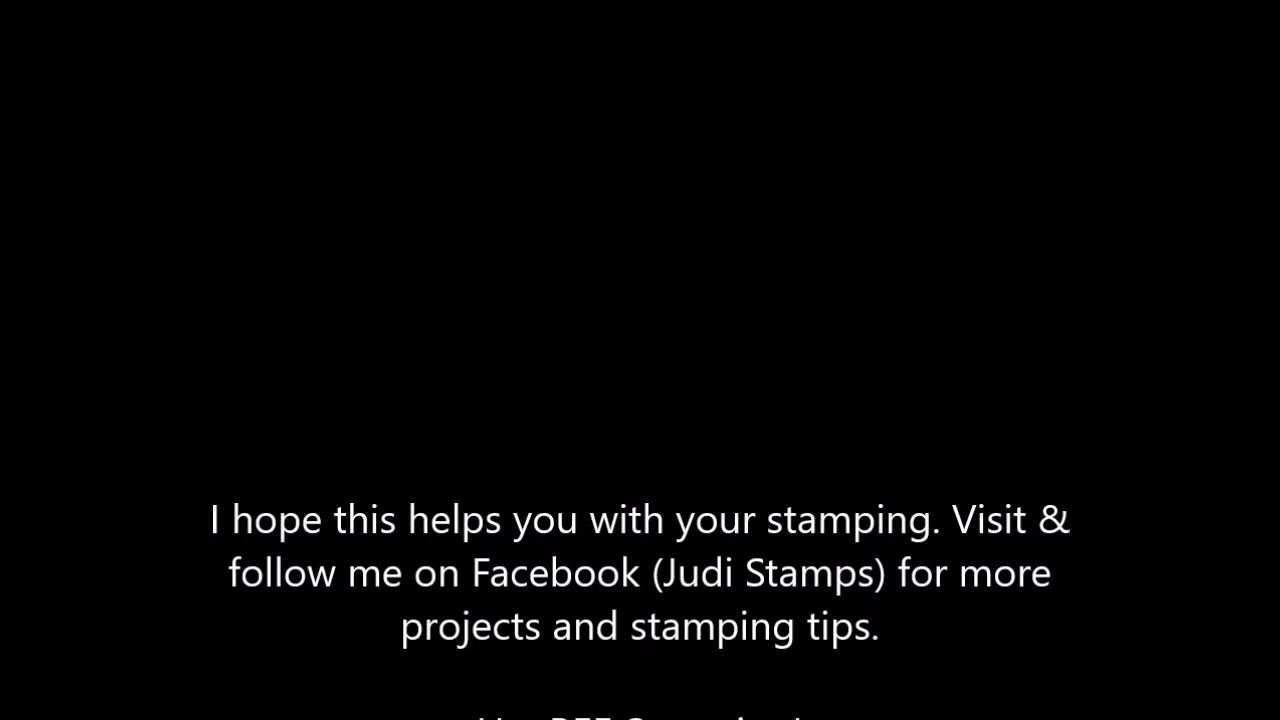 I hope this helps you with your stamping. Visit &
follow me on Facebook (Judi Stamps) for more
projects and stamping tips.